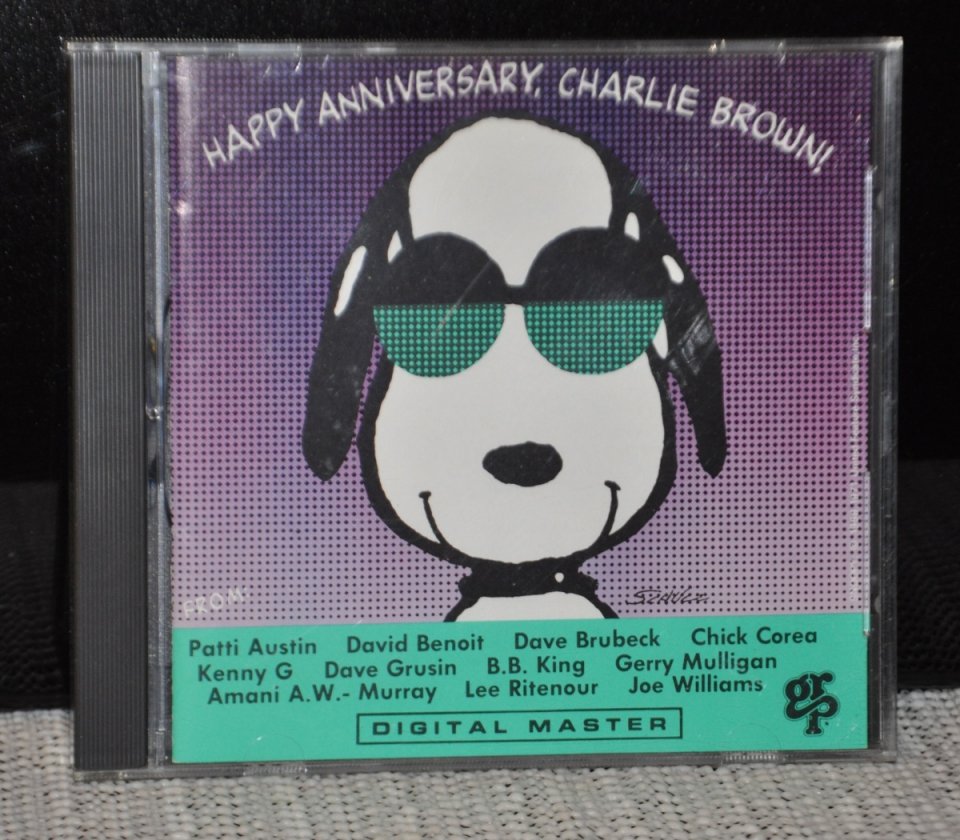 HAPPY ANNIVERSARY, CHARLIE BROWN!
SCHULZ
FROM:
Patti Austin David Benoit Dave Brubeck Chick Corea
Kenny G Dave Grusin B.B. King Gerry Mulligan
Amani A.W.- Murray Lee Ritenour Joe Williams
grp
DIGITAL MASTER